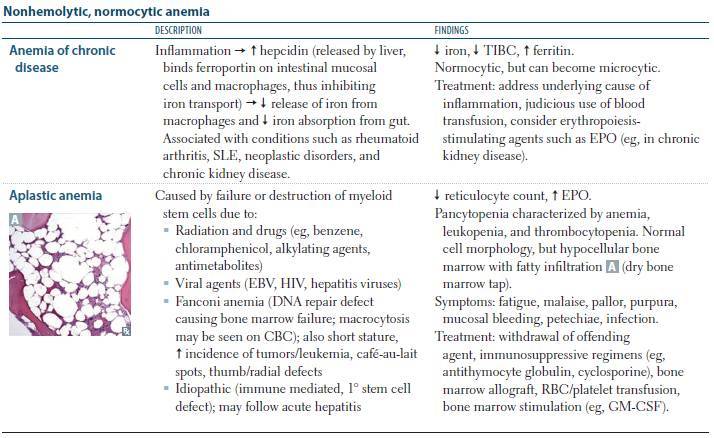 Nonhemolytic, normocytic anemia
DESCRIPTION
FINDINGS
Anemia of chronic
disease
Inflammation → ↑ hepcidin (released by liver,
binds ferroportin on intestinal mucosal
cells and macrophages, thus inhibiting
iron transport) → ↓ release of iron from
macrophages and ↓ iron absorption from gut.
Associated with conditions such as rheumatoid
arthritis, SLE, neoplastic disorders, and
chronic kidney disease.
↓ iron, ↓ TIBC, ↑ ferritin.
Normocytic, but can become microcytic.
Treatment: address underlying cause of
inflammation, judicious use of blood
transfusion, consider erythropoiesis-
stimulating agents such as EPO (eg, in chronic
kidney disease).
Aplastic anemia
A
Caused by failure or destruction of myeloid
stem cells due to:
▪ Radiation and drugs (eg, benzene,
chloramphenicol, alkylating agents,
antimetabolites)
▪ Viral agents (EBV, HIV, hepatitis viruses)
▪ Fanconi anemia (DNA repair defect
causing bone marrow failure; macrocytosis
may be seen on CBC); also short stature,
↑ incidence of tumors/leukemia, café-au-lait
spots, thumb/radial defects
▪ Idiopathic (immune mediated, 1° stem cell
defect); may follow acute hepatitis
↓ reticulocyte count, ↑ EPO.
Pancytopenia characterized by anemia,
leukopenia, and thrombocytopenia. Normal
cell morphology, but hypocellular bone
marrow with fatty infiltration A (dry bone
marrow tap).
Symptoms: fatigue, malaise, pallor, purpura,
mucosal bleeding, petechiae, infection.
Treatment: withdrawal of offending
agent, immunosuppressive regimens (eg,
antithymocyte globulin, cyclosporine), bone
marrow allograft, RBC/platelet transfusion,
bone marrow stimulation (eg, GM-CSF).